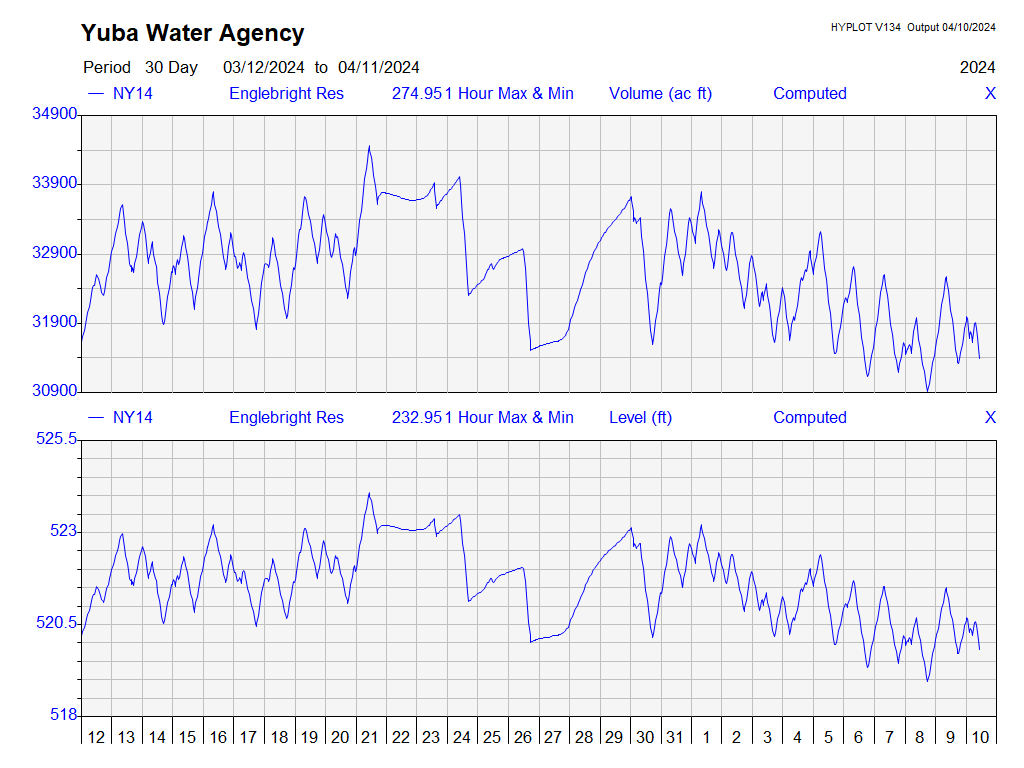 Yuba Water Agency
HYPLOT V134 Output 04/10/2024
Period 30 Day 03/12/2024 to 04/11/2024 2024
NY14 Englebright Res 274.951 Hour Max & Min Volume (ac ft) Computed X
34900
33900
32900
31900
30900
NY14 Englebright Res 232.951 Hour Max & Min Level (ft) Computed X
525.5
523
520.5
518
12 13 14 15 16 17 18 19 20 21 22 23 24 25 26 27 28 29 30 31 1 2 3 4 5 6 7 8 9 10